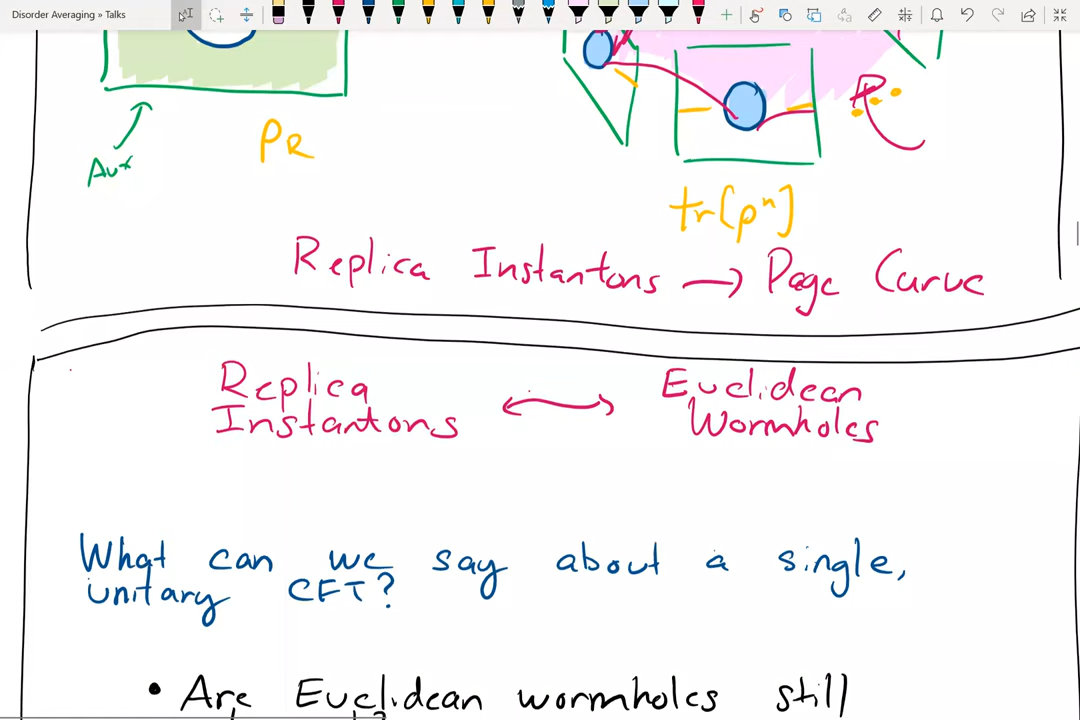 Disorder Averaging » Talks
ρR
Aux
tr[ρⁿ]
Replica Instantons → Page Curve
Replica Instantons ↔ Euclidean Wormholes
What can we say about a single,
unitary CFT?
• Are Euclidean wormholes still